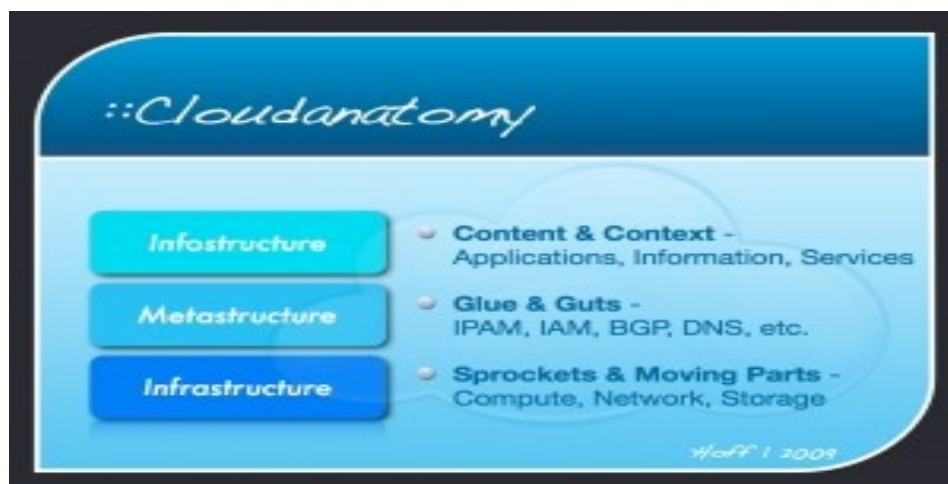 ::Cloudanatomy
Infostructure
Content & Context -
Applications, Information, Services
Metastructure
Glue & Guts -
IPAM, IAM, BGP, DNS, etc.
Infrastructure
Sprockets & Moving Parts -
Compute, Network, Storage
Hoff | 2009